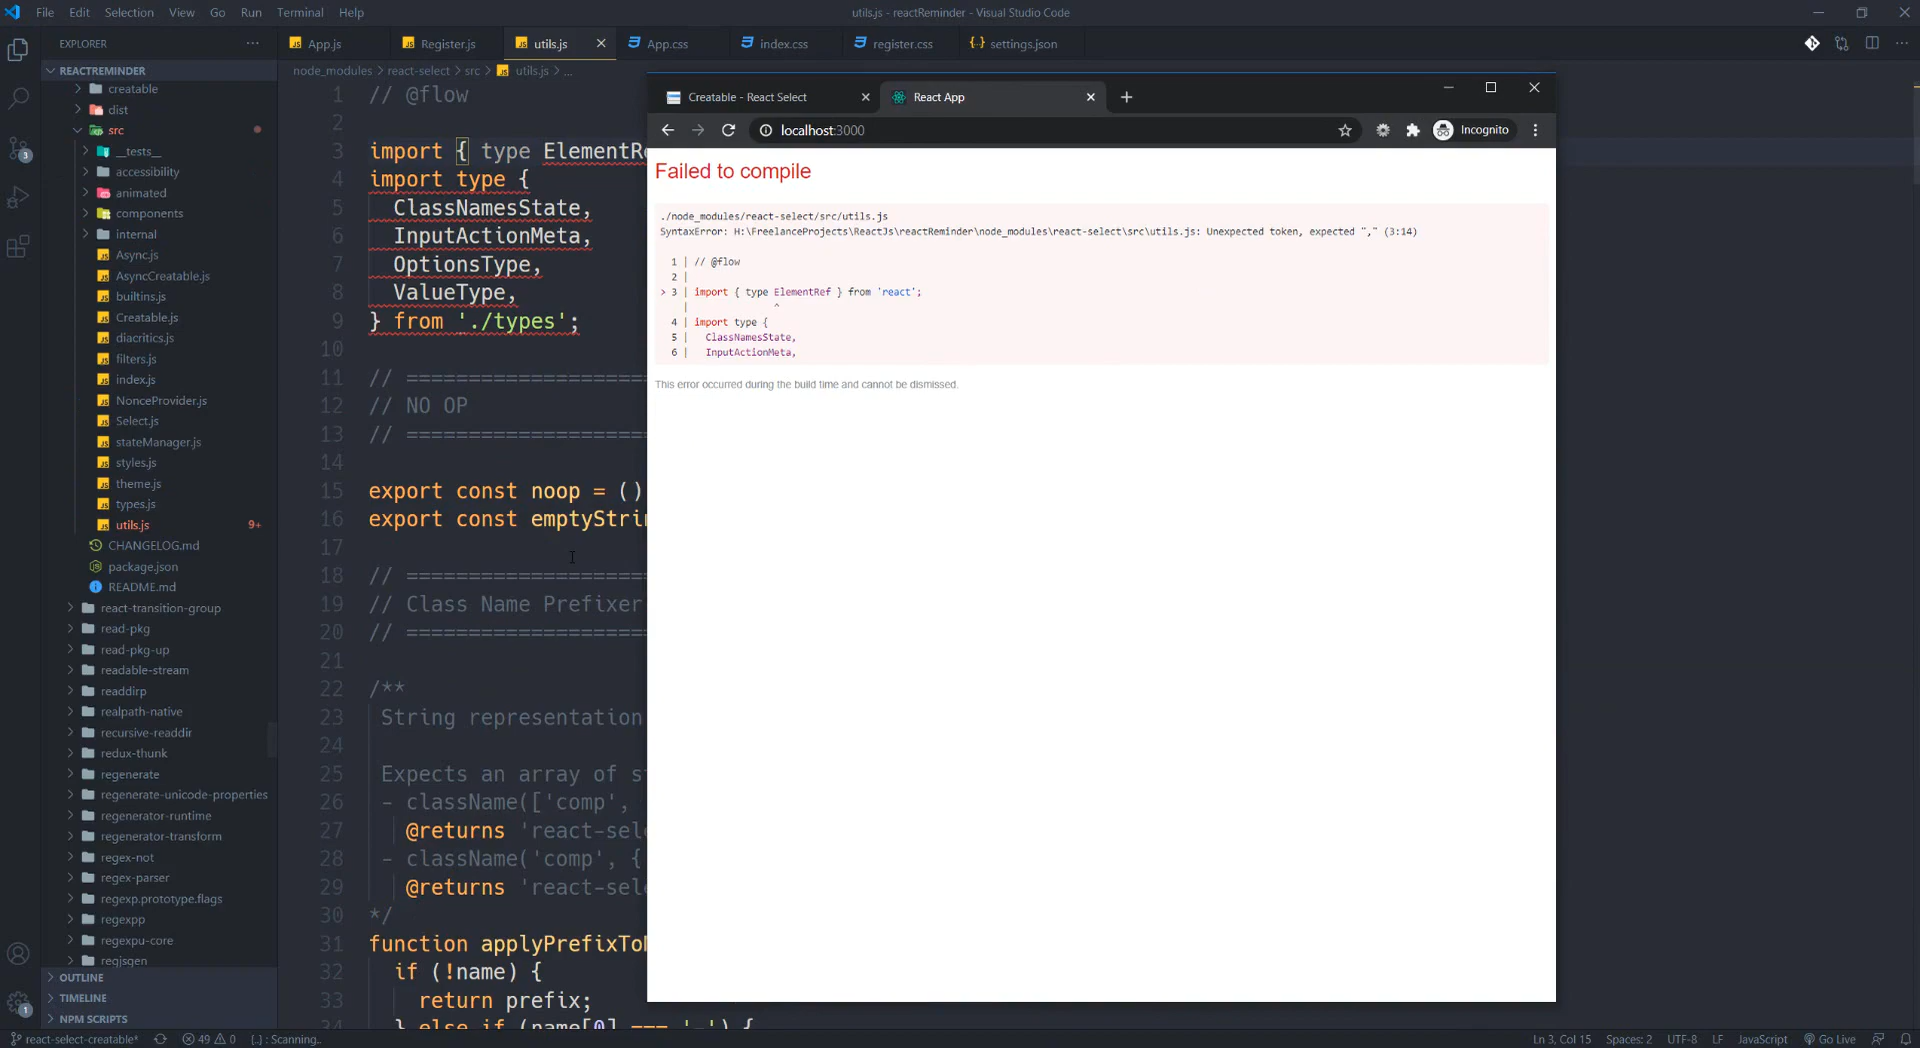 File Edit Selection View Go Run Terminal Help
utils.js - reactReminder - Visual Studio Code
EXPLORER
App.js
Register.js
utils.js
App.css
index.css
register.css
settings.json
REACTREMINDER
node_modules > react-select > src > utils.js > ...
creatable
dist
src
__tests__
accessibility
animated
components
internal
Async.js
AsyncCreatable.js
builtins.js
Creatable.js
diacritics.js
filters.js
index.js
NonceProvider.js
Select.js
stateManager.js
styles.js
theme.js
types.js
utils.js 9+
CHANGELOG.md
package.json
README.md
react-transition-group
read-pkg
read-pkg-up
readable-stream
readdirp
realpath-native
recursive-readdir
redux-thunk
regenerate
regenerate-unicode-properties
regenerator-runtime
regenerator-transform
regex-not
regex-parser
regexp.prototype.flags
regexpp
regexpu-core
regjsgen
OUTLINE
TIMELINE
NPM SCRIPTS
3
1
1 // @flow
2
3 import { type ElementRe
4 import type {
5 ClassNamesState,
6 InputActionMeta,
7 OptionsType,
8 ValueType,
9 } from './types';
10
11 // ====================
12 // NO OP
13 // ====================
14
15 export const noop = ()
16 export const emptyStrin
17
18 // ====================
19 // Class Name Prefixer
20 // ====================
21
22 /**
23 String representation
24
25 Expects an array of s
26 - className(['comp',
27 @returns 'react-sel
28 - className('comp', {
29 @returns 'react-sel
30 */
31 function applyPrefixTo
32 if (!name) {
33 return prefix;
34 } else if (name[0] === '-') {
Creatable - React Select
React App
localhost:3000
Incognito
Failed to compile
./node_modules/react-select/src/utils.js
SyntaxError: H:\FreelanceProjects\ReactJs\reactReminder\node_modules\react-select\src\utils.js: Unexpected token, expected "," (3:14)
1 | // @flow
2 |
> 3 | import { type ElementRef } from 'react';
| ^
4 | import type {
5 | ClassNamesState,
6 | InputActionMeta,
This error occurred during the build time and cannot be dismissed.
react-select-creatable* 49 0 {..} : Scanning..
Ln 3, Col 15 Spaces: 2 UTF-8 LF JavaScript Go Live